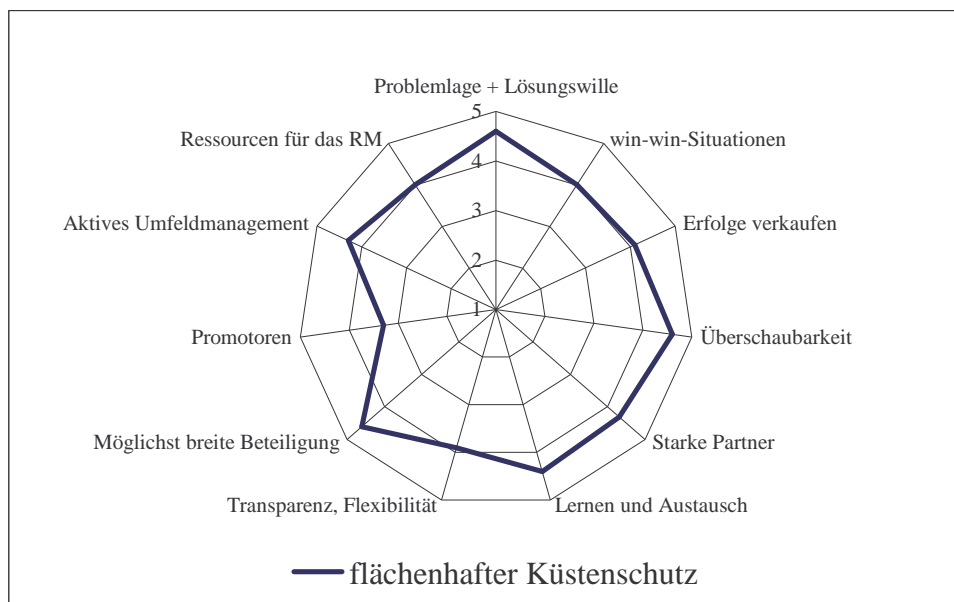 Problemlage + Lösungswille
5
Ressourcen für das RM
win-win-Situationen
4
Aktives Umfeldmanagement
3
Erfolge verkaufen
2
1
Promotoren
Überschaubarkeit
Möglichst breite Beteiligung
Starke Partner
Transparenz, Flexibilität
Lernen und Austausch
flächenhafter Küstenschutz